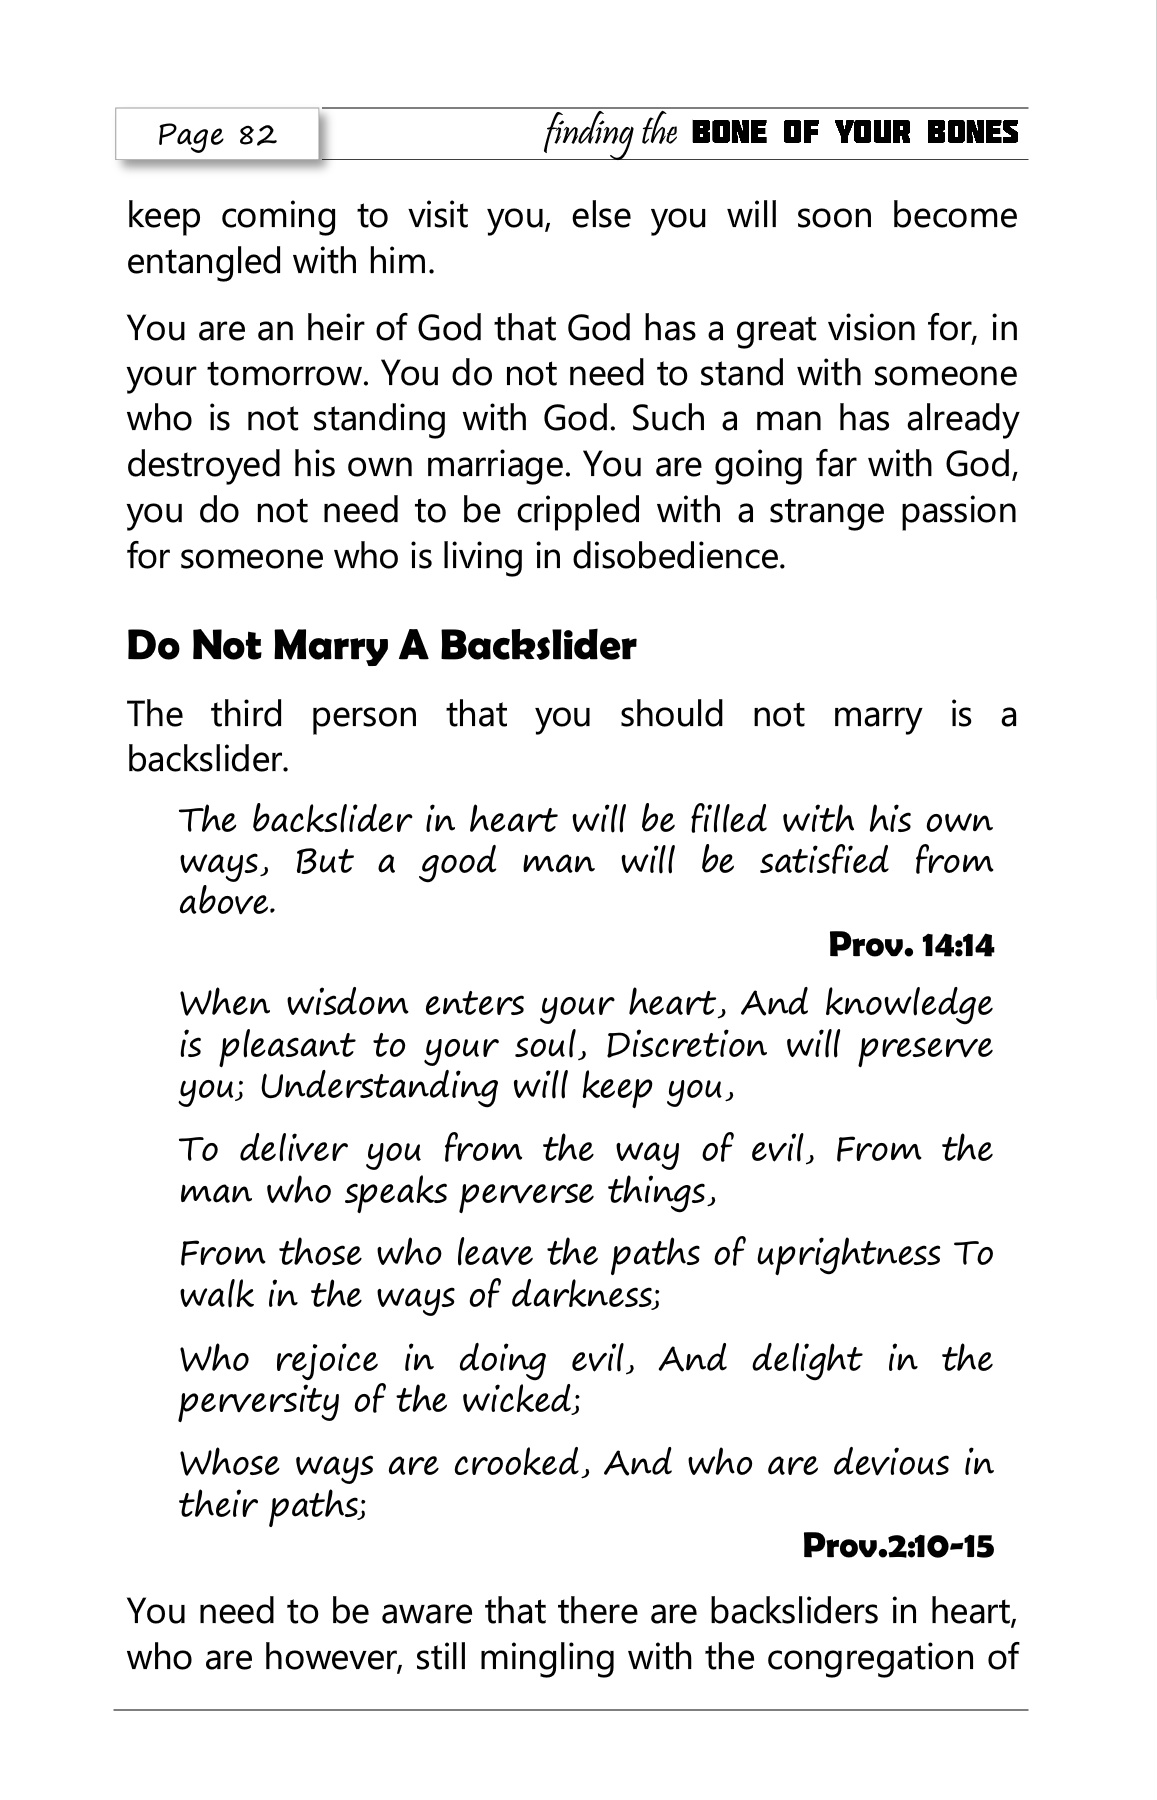 Page 82
finding the BONE OF YOUR BONES
keep coming to visit you, else you will soon become
entangled with him.
You are an heir of God that God has a great vision for, in
your tomorrow. You do not need to stand with someone
who is not standing with God. Such a man has already
destroyed his own marriage. You are going far with God,
you do not need to be crippled with a strange passion
for someone who is living in disobedience.
Do Not Marry A Backslider
The third person that you should not marry is a
backslider.
The backslider in heart will be filled with his own
ways, But a good man will be satisfied from
above.
Prov. 14:14
When wisdom enters your heart, And knowledge
is pleasant to your soul, Discretion will preserve
you; Understanding will keep you,
To deliver you from the way of evil, From the
man who speaks perverse things,
From those who leave the paths of uprightness To
walk in the ways of darkness;
Who rejoice in doing evil, And delight in the
perversity of the wicked;
Whose ways are crooked, And who are devious in
their paths;
Prov.2:10-15
You need to be aware that there are backsliders in heart,
who are however, still mingling with the congregation of